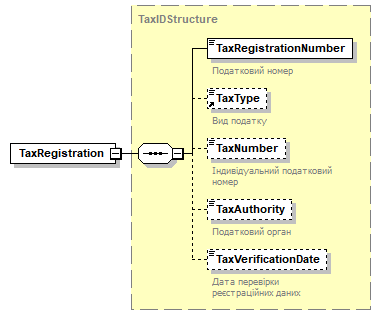 TaxIDStructure
TaxRegistrationNumber
Податковий номер
TaxType
Вид податку
TaxRegistration
TaxNumber
Індивідуальний податковий
номер
TaxAuthority
Податковий орган
TaxVerificationDate
Дата перевірки
реєстраційних даних